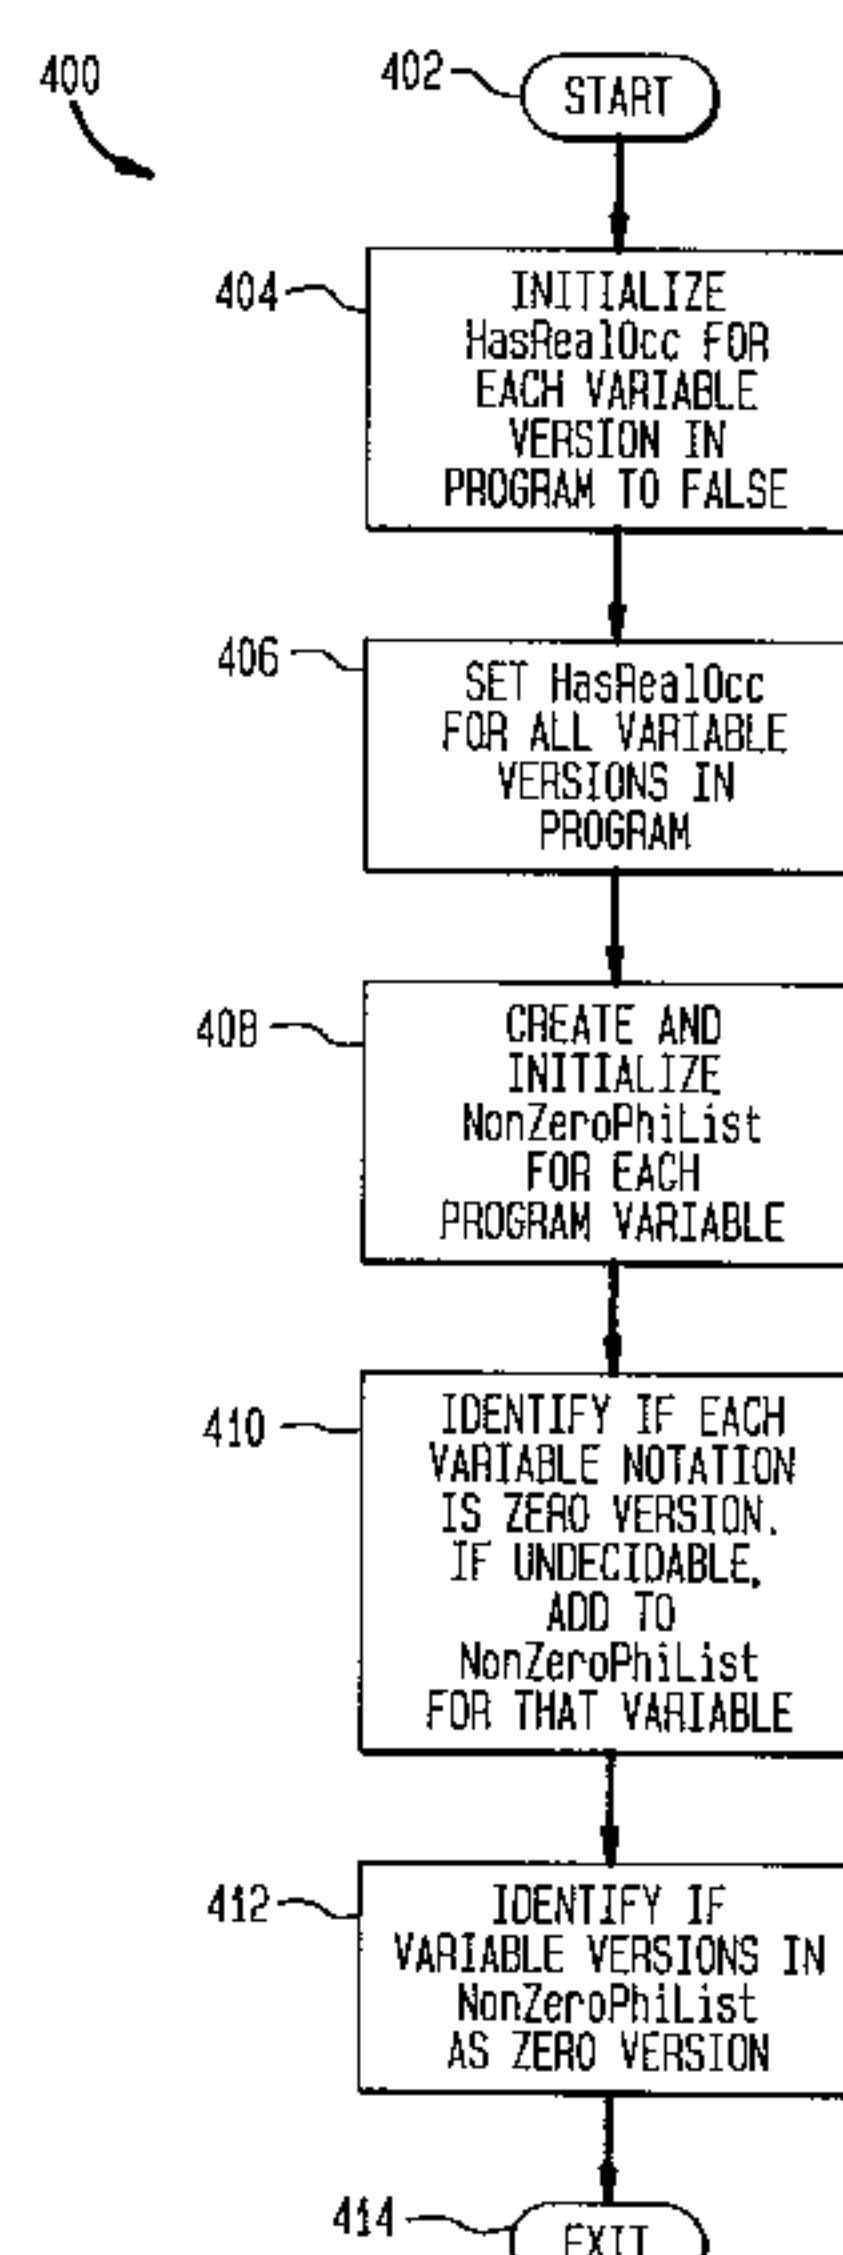 400
402
START
404
INITIALIZE
HasRealOcc FOR
EACH VARIABLE
VERSION IN
PROGRAM TO FALSE
406
SET HasRealOcc
FOR ALL VARIABLE
VERSIONS IN
PROGRAM
408
CREATE AND
INITIALIZE
NonZeroPhiList
FOR EACH
PROGRAM VARIABLE
410
IDENTIFY IF EACH
VARIABLE NOTATION
IS ZERO VERSION.
IF UNDECIDABLE,
ADD TO
NonZeroPhiList
FOR THAT VARIABLE
412
IDENTIFY IF
VARIABLE VERSIONS IN
NonZeroPhiList
AS ZERO VERSION
414
EXIT